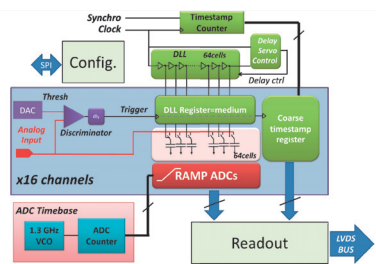 Synchro
Clock
Timestamp
Counter
DLL
64cells
Delay
Servo
Control
SPI
Config.
Delay ctrl
DAC
Thresh
Trigger
DLL Register=medium
Analog
Input
Discriminator
Coarse
timestamp
register
64cells
x16 channels
RAMP ADCs
ADC Timebase
1.3 GHz
VCO
ADC
Counter
Readout
LVDS
BUS